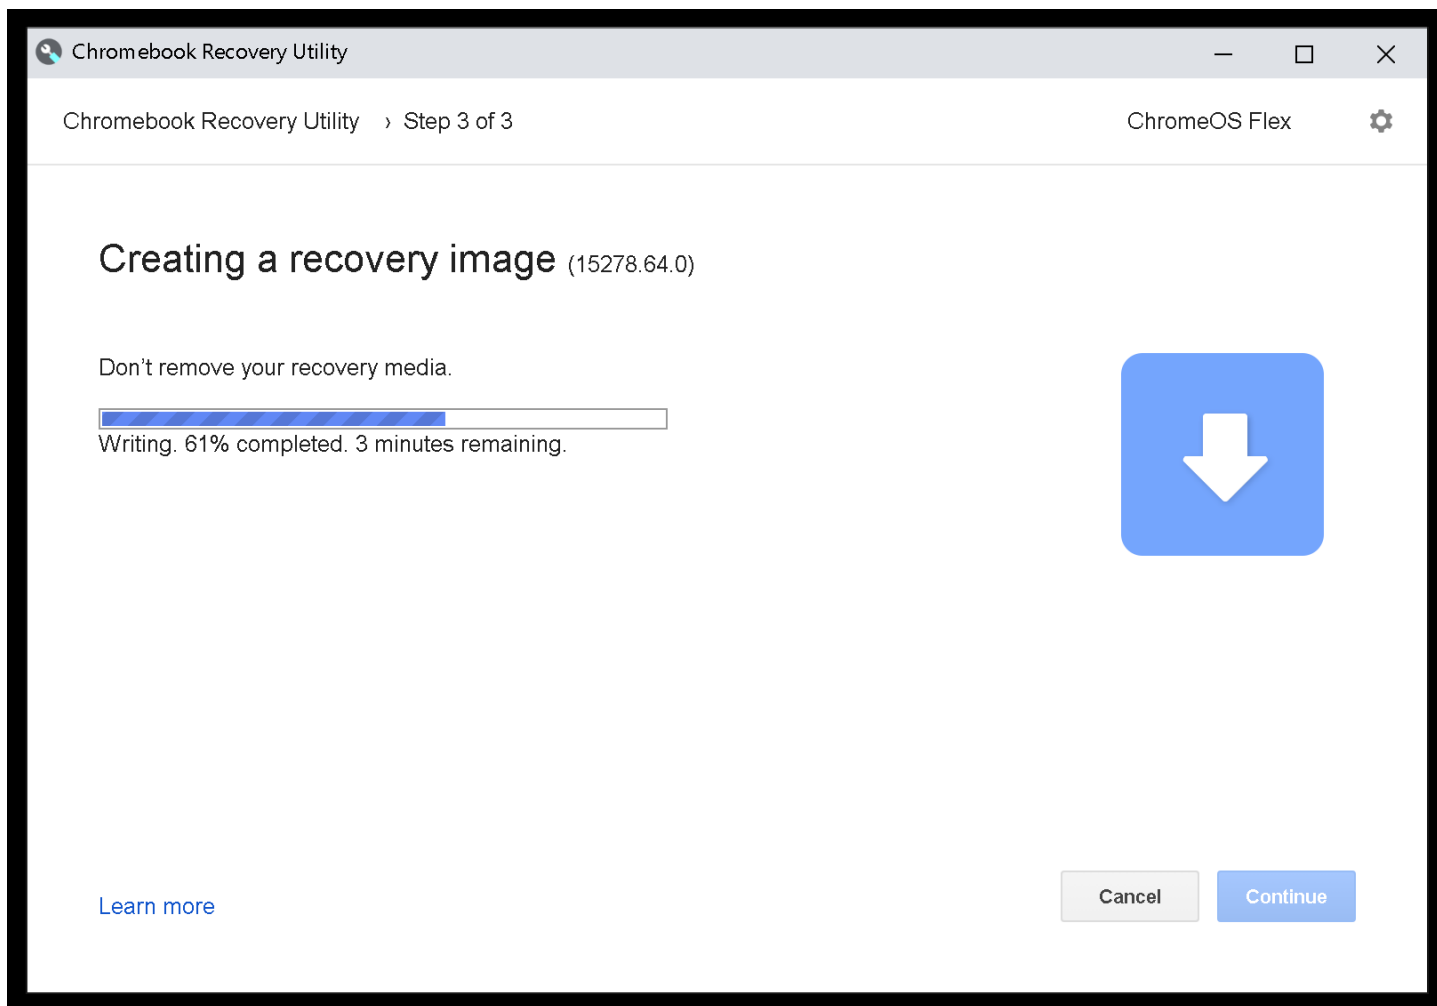 Chromebook Recovery Utility
Chromebook Recovery Utility › Step 3 of 3
ChromeOS Flex
Creating a recovery image (15278.64.0)
Don't remove your recovery media.
Writing. 61% completed. 3 minutes remaining.
Learn more
Cancel
Continue